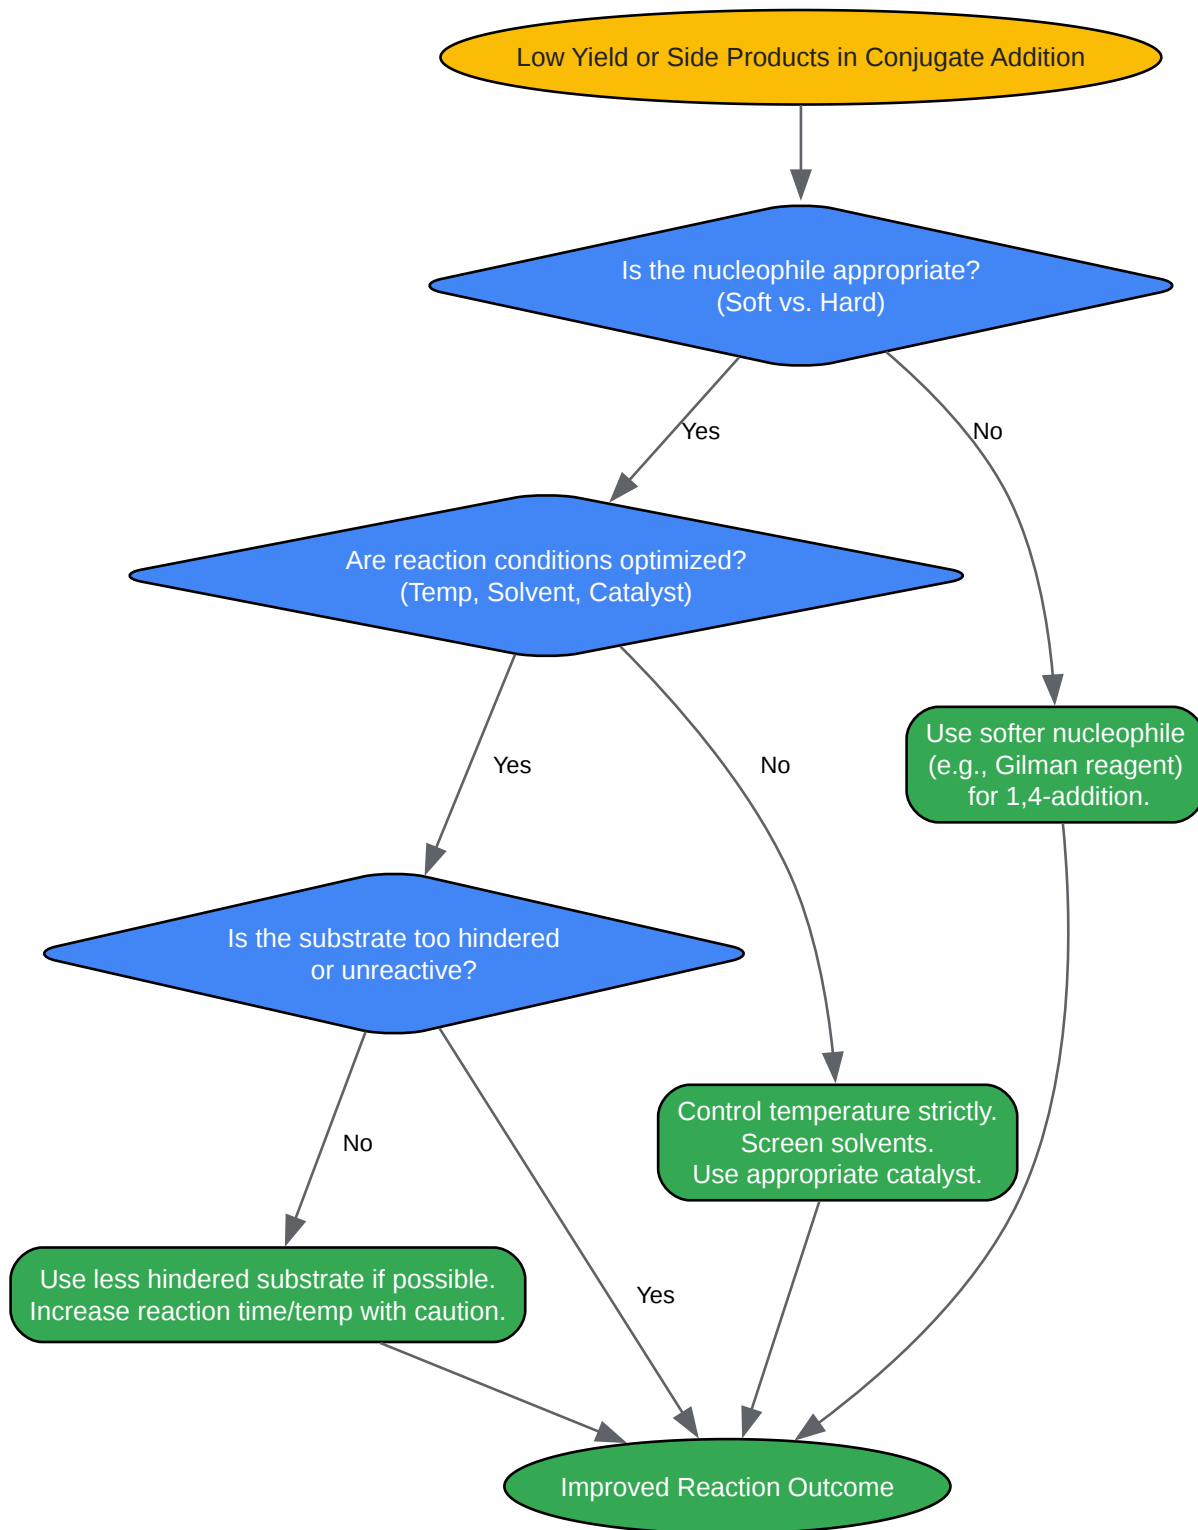 Low Yield or Side Products in Conjugate Addition
Is the nucleophile appropriate?
(Soft vs. Hard)
Yes
No
Are reaction conditions optimized?
(Temp, Solvent, Catalyst)
Use softer nucleophile
(e.g., Gilman reagent)
for 1,4-addition.
Yes
No
Is the substrate too hindered
or unreactive?
Control temperature strictly.
Screen solvents.
Use appropriate catalyst.
No
Use less hindered substrate if possible.
Increase reaction time/temp with caution.
Yes
Improved Reaction Outcome